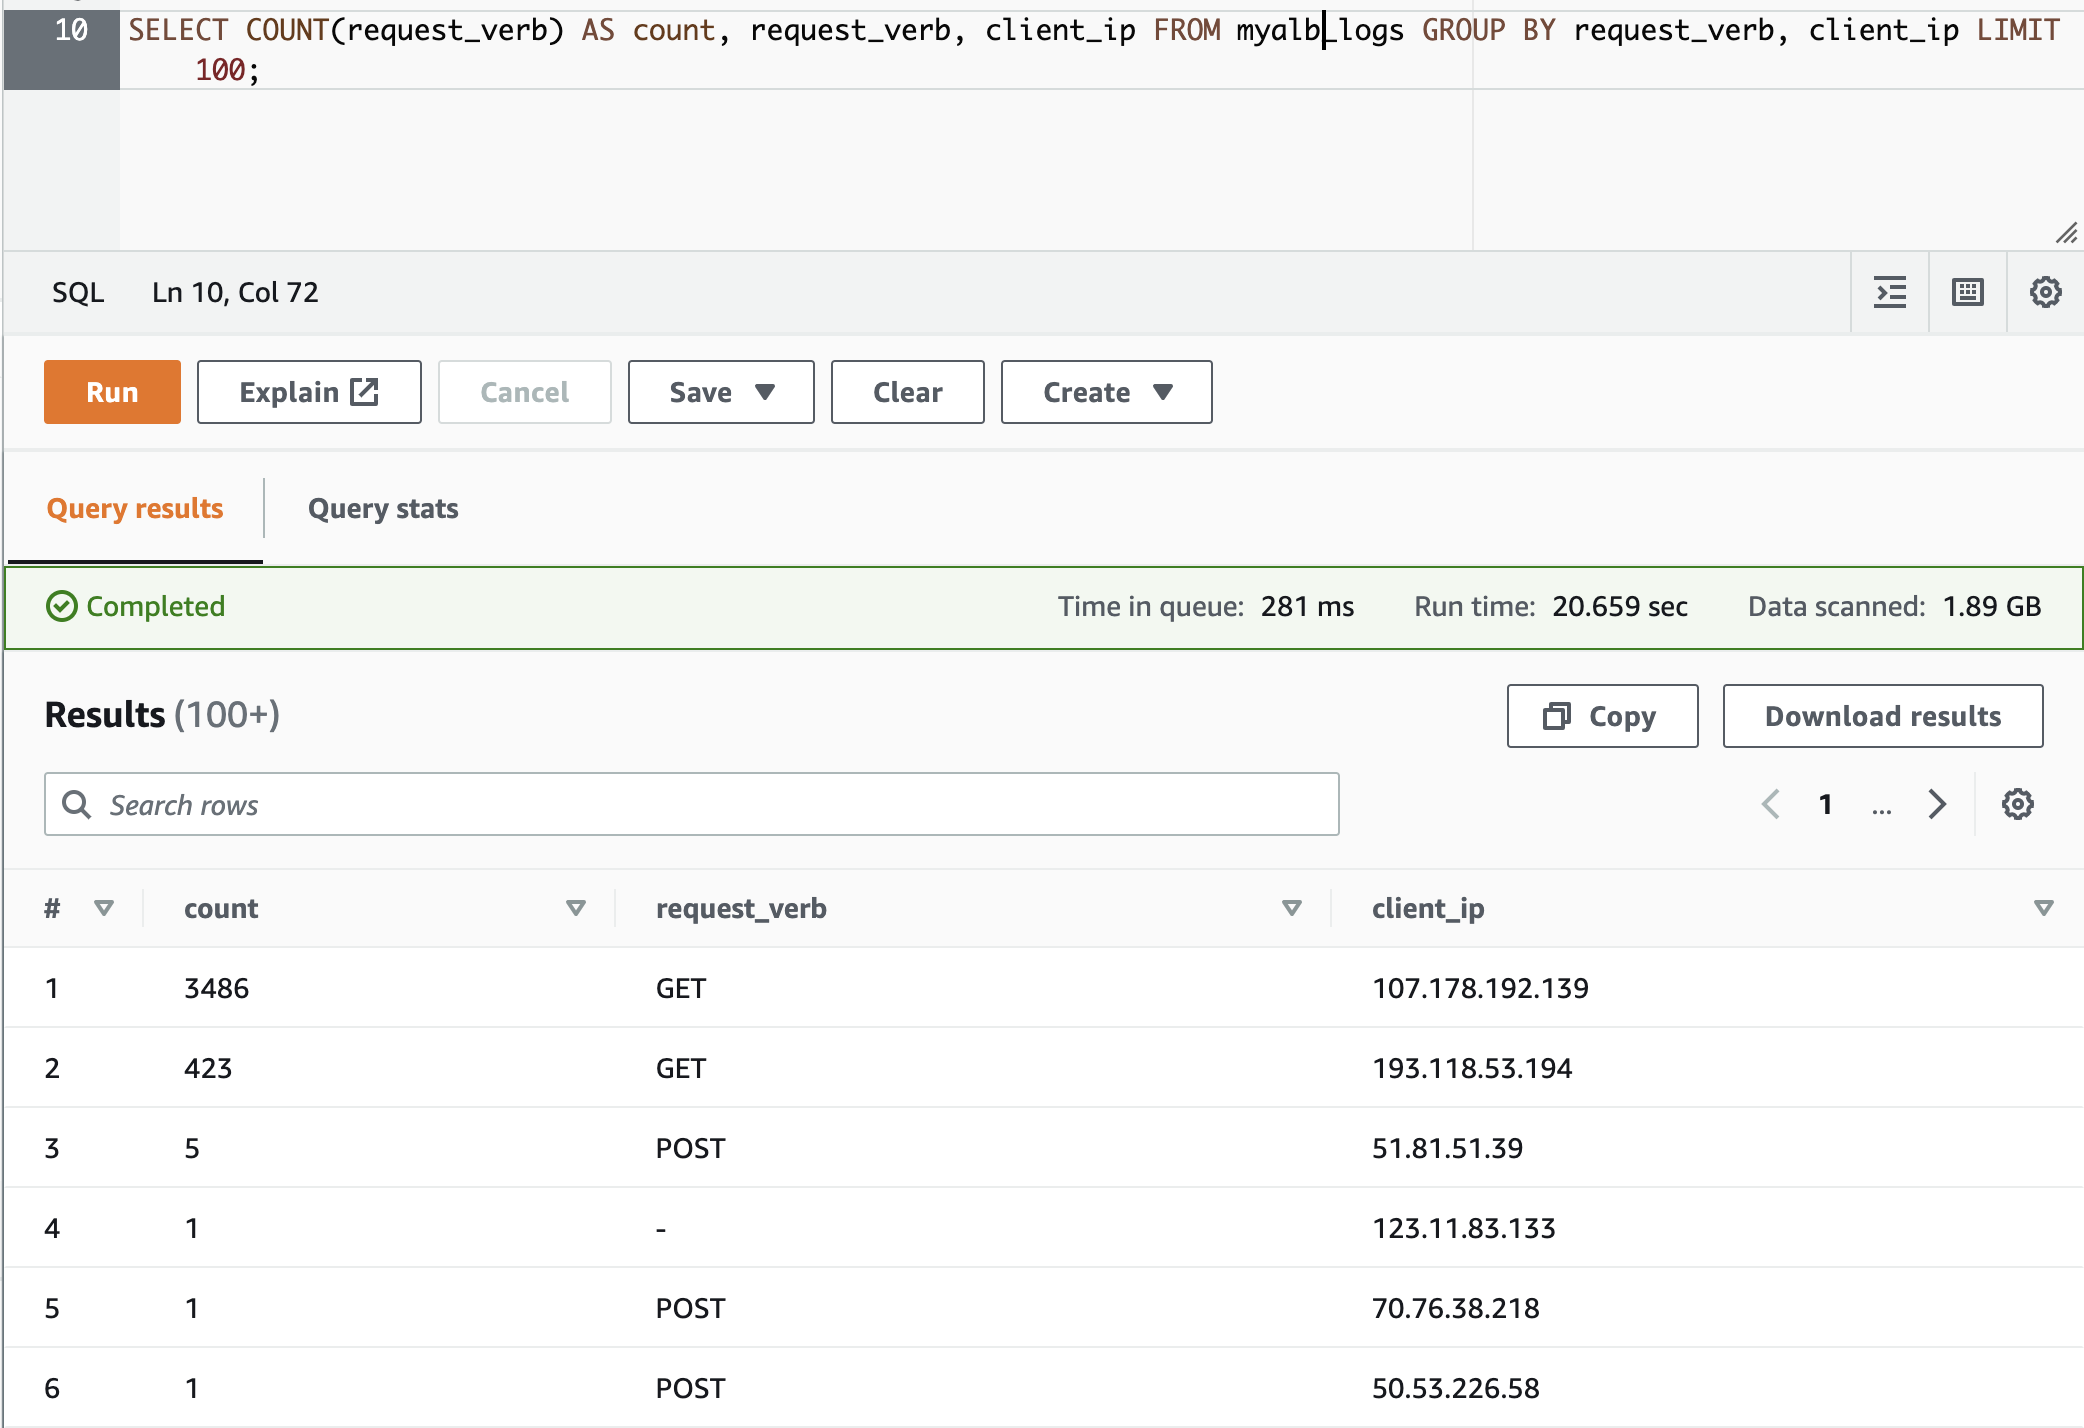 10 SELECT COUNT(request_verb) AS count, request_verb, client_ip FROM myalb_logs GROUP BY request_verb, client_ip LIMIT
100;
SQL Ln 10, Col 72
Run Explain Cancel Save Clear Create
Query results Query stats
Completed Time in queue: 281 ms Run time: 20.659 sec Data scanned: 1.89 GB
Results (100+) Copy Download results
Search rows 1 ...
# count request_verb client_ip
1 3486 GET 107.178.192.139
2 423 GET 193.118.53.194
3 5 POST 51.81.51.39
4 1 - 123.11.83.133
5 1 POST 70.76.38.218
6 1 POST 50.53.226.58